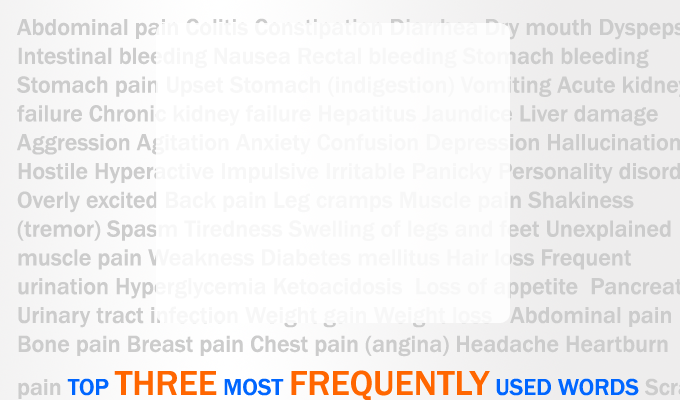 Abdominal pain Colitis Constipation Diarrhea Dry mouth Dyspeps
Intestinal bleeding Nausea Rectal bleeding Stomach bleeding
Stomach pain Upset Stomach (indigestion) Vomiting Acute kidney
failure Chronic kidney failure Hepatitus Jaundice Liver damage
Aggression Agitation Anxiety Confusion Depression Hallucination
Hostile Hyperactive Impulsive Irritable Panicky Personality disord
Overly excited Back pain Leg cramps Muscle pain Shakiness
(tremor) Spasm Tiredness Swelling of legs and feet Unexplained
muscle pain Weakness Diabetes mellitus Hair loss Frequent
urination Hyperglycemia Ketoacidosis Loss of appetite Pancreat
Urinary tract infection Weight gain Weight loss Abdominal pain
Bone pain Breast pain Chest pain (angina) Headache Heartburn
pain TOP THREE MOST FREQUENTLY USED WORDS Scra